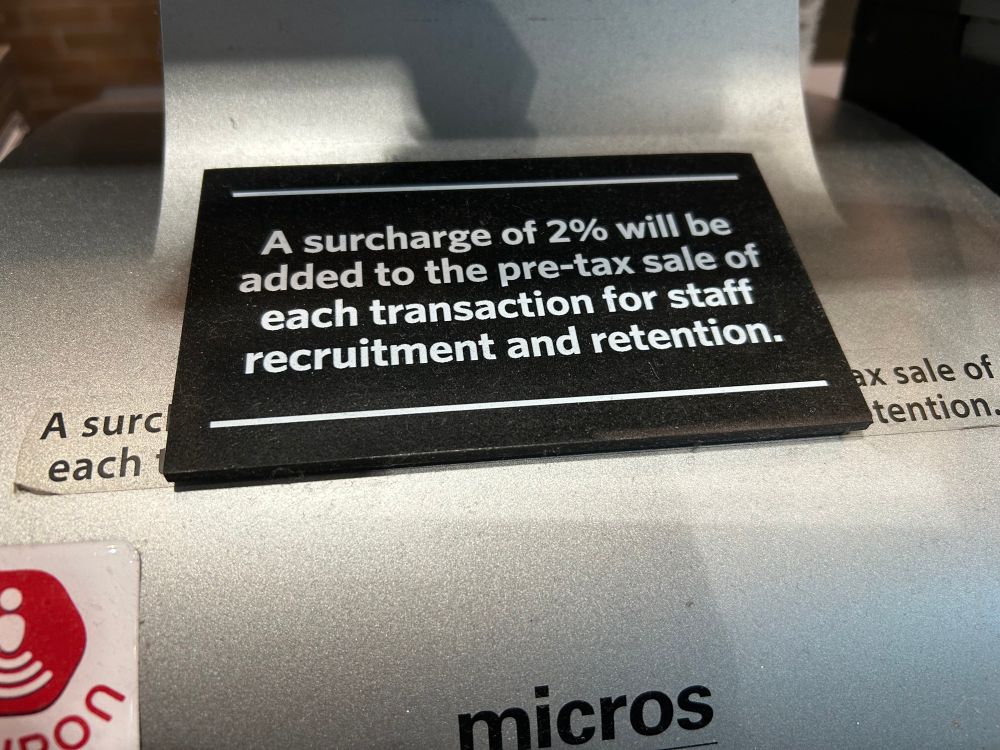 A surcharge of 2% will be
added to the pre-tax sale of
each transaction for staff
recruitment and retention.
A surc
ax sale of
each t
tention.
micros